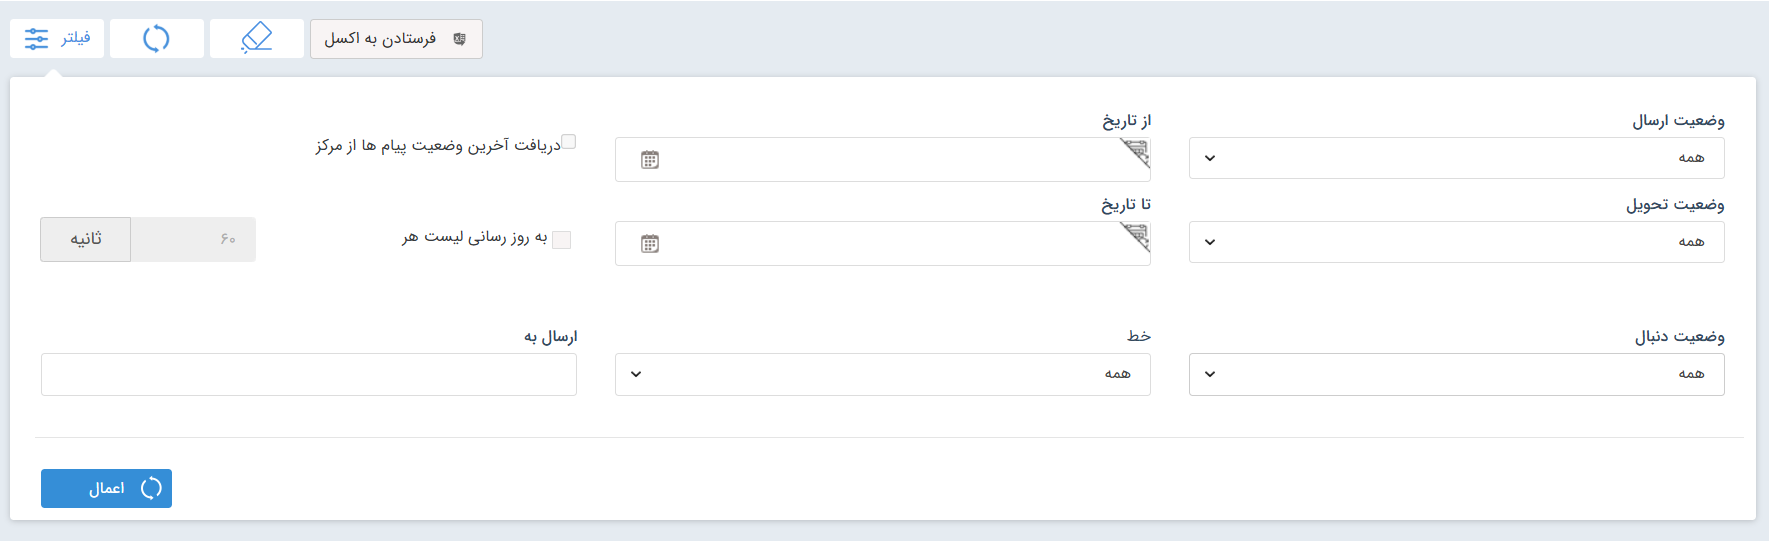 فرستادن به اکسل
فیلتر
وضعیت ارسال
همه
از تاریخ
دریافت آخرین وضعیت پیام ها از مرکز
وضعیت تحویل
همه
تا تاریخ
به روز رسانی لیست هر
۶۰
ثانیه
وضعیت دنبال
همه
خط
همه
ارسال به
اعمال